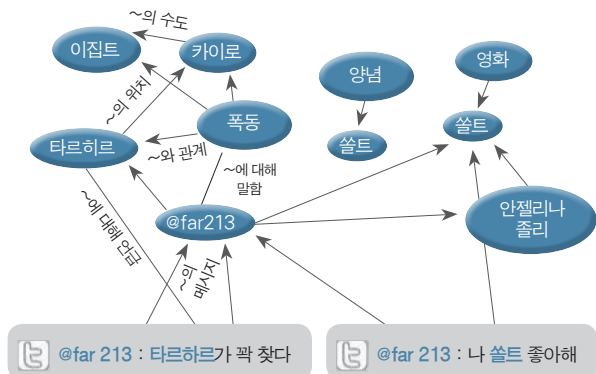 ~의 수도
이집트
카이로
영화
양념
~의 위치
폭동
쏠트
쏠트
타르히르
~와 관계
~에 대해
말함
~에 대해 언급
@far213
안젤리나
졸리
~의
메시지
@far 213 : 타르하르가 꽉 찼다
@far 213 : 나 쏠트 좋아해